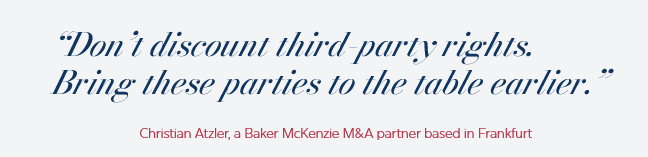 “Don’t discount third-party rights.
Bring these parties to the table earlier.”
Christian Atzler, a Baker McKenzie M&A partner based in Frankfurt